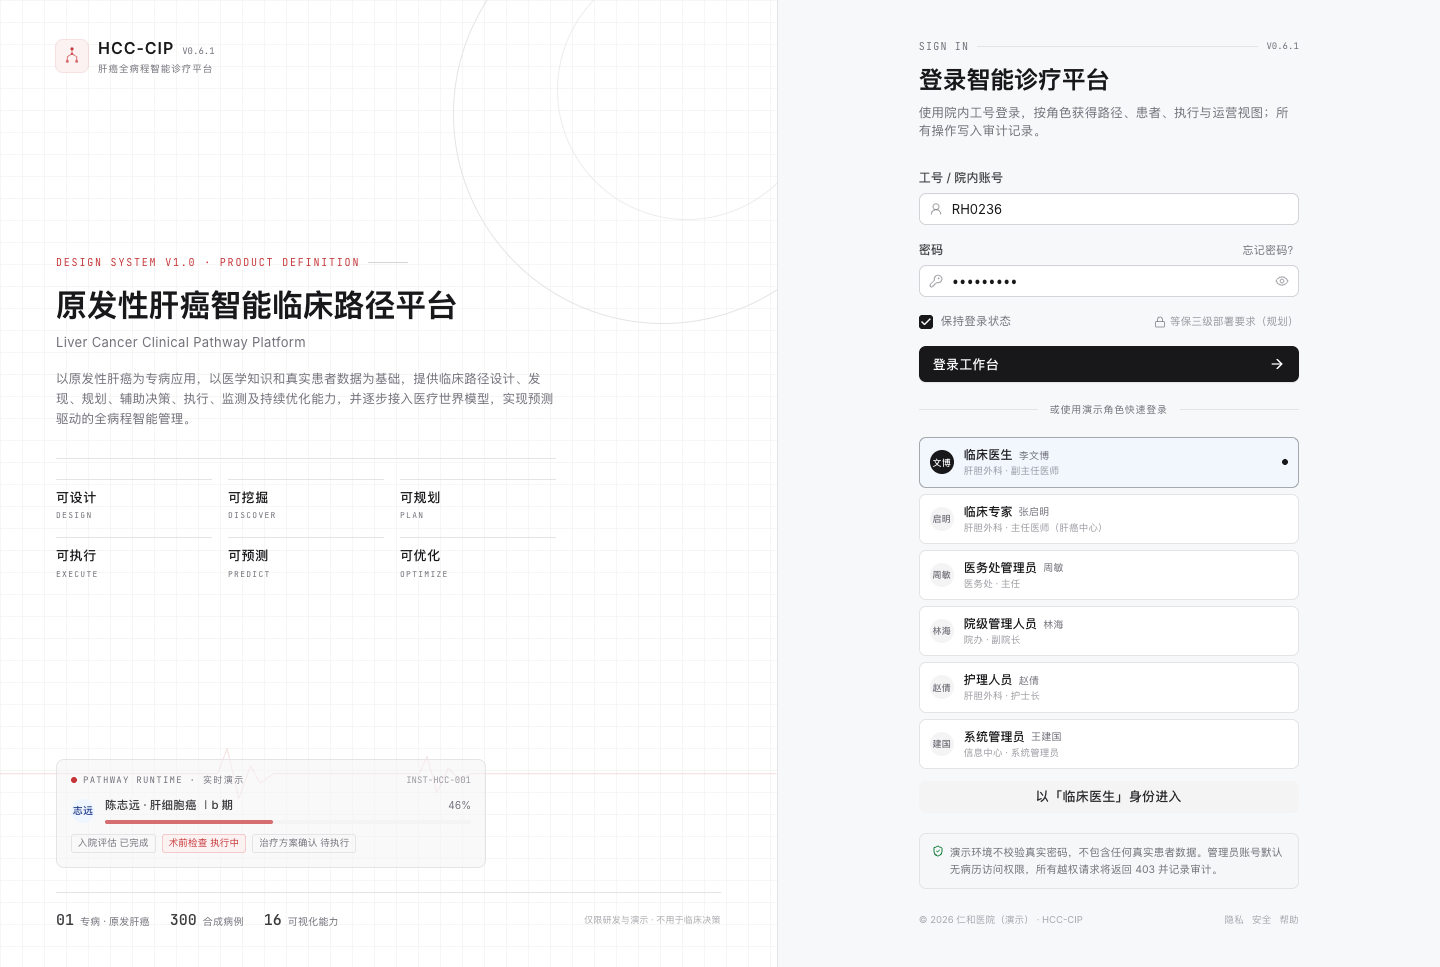 HCC-CIP V0.6.1
肝癌全病程智能诊疗平台
DESIGN SYSTEM V1.0 · PRODUCT DEFINITION
原发性肝癌智能临床路径平台
Liver Cancer Clinical Pathway Platform
以原发性肝癌为专病应用，以医学知识和真实患者数据为基础，提供临床路径设计、发
现、规划、辅助决策、执行、监测及持续优化能力，并逐步接入医疗世界模型，实现预测
驱动的全病程智能管理。
可设计 可挖掘 可规划
DESIGN DISCOVER PLAN
可执行 可预测 可优化
EXECUTE PREDICT OPTIMIZE
PATHWAY RUNTIME · 实时演示 INST-HCC-001
志远 陈志远 · 肝细胞癌 Ⅰb 期 46%
入院评估 已完成 术前检查 执行中 治疗方案确认 待执行
01 专病 · 原发肝癌 300 合成病例 16 可视化能力 仅限研发与演示 · 不用于临床决策
SIGN IN V0.6.1
登录智能诊疗平台
使用院内工号登录，按角色获得路径、患者、执行与运营视图；所
有操作写入审计记录。
工号 / 院内账号
RH0236
密码 忘记密码?
•••••••••
保持登录状态 等保三级部署要求（规划）
登录工作台
或使用演示角色快速登录
文博 临床医生 李文博
肝胆外科 · 副主任医师
启明 临床专家 张启明
肝胆外科 · 主任医师（肝癌中心）
周敏 医务处管理员 周敏
医务处 · 主任
林海 院级管理人员 林海
院办 · 副院长
赵倩 护理人员 赵倩
肝胆外科 · 护士长
建国 系统管理员 王建国
信息中心 · 系统管理员
以「临床医生」身份进入
演示环境不校验真实密码，不包含任何真实患者数据。管理员账号默认
无病历访问权限，所有越权请求将返回 403 并记录审计。
© 2026 仁和医院（演示） · HCC-CIP 隐私 安全 帮助